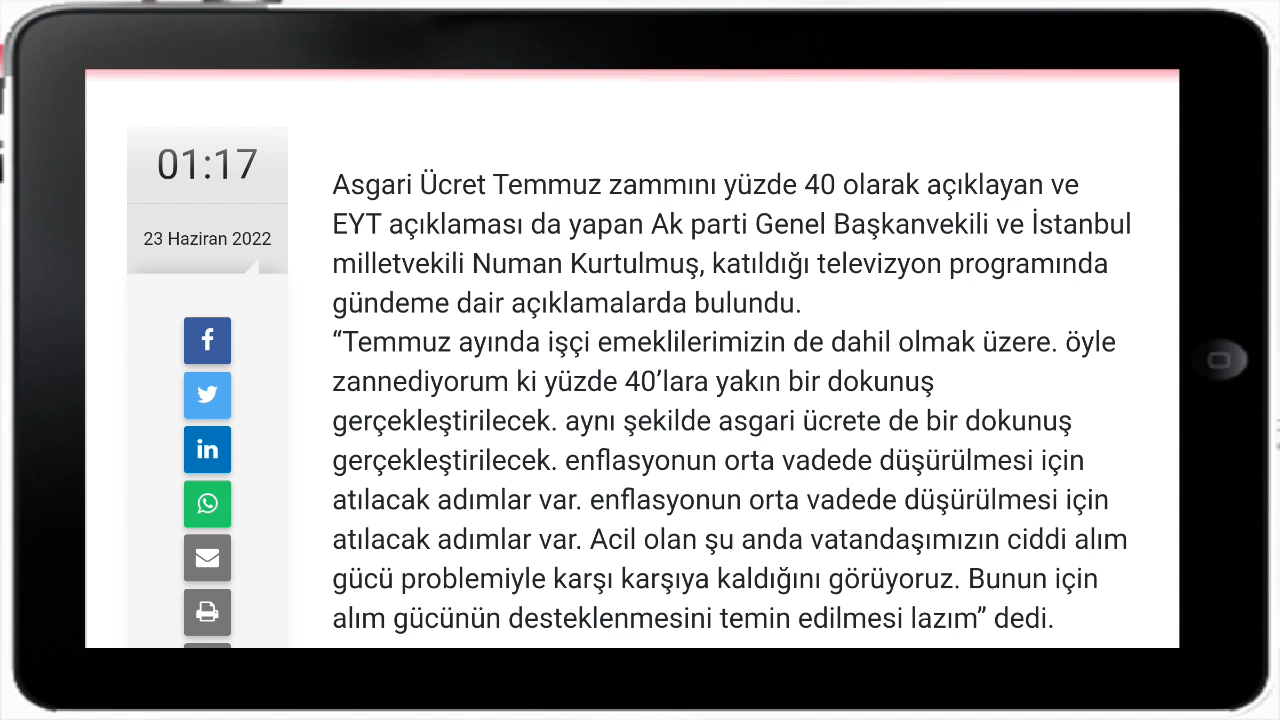 01:17
23 Haziran 2022
Asgari Ücret Temmuz zammını yüzde 40 olarak açıklayan ve
EYT açıklaması da yapan Ak parti Genel Başkanvekili ve İstanbul
milletvekili Numan Kurtulmuş, katıldığı televizyon programında
gündeme dair açıklamalarda bulundu.
“Temmuz ayında işçi emeklilerimizin de dahil olmak üzere. öyle
zannediyorum ki yüzde 40’lara yakın bir dokunuş
gerçekleştirilecek. aynı şekilde asgari ücrete de bir dokunuş
gerçekleştirilecek. enflasyonun orta vadede düşürülmesi için
atılacak adımlar var. enflasyonun orta vadede düşürülmesi için
atılacak adımlar var. Acil olan şu anda vatandaşımızın ciddi alım
gücü problemiyle karşı karşıya kaldığını görüyoruz. Bunun için
alım gücünün desteklenmesini temin edilmesi lazım” dedi.